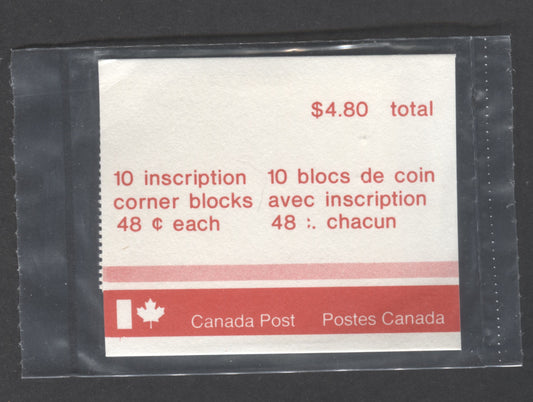 $4.80 total
10 inscription 10 blocs de coin
corner blocks avec inscription
48 ¢ each 48 :. chacun
Canada Post Postes Canada